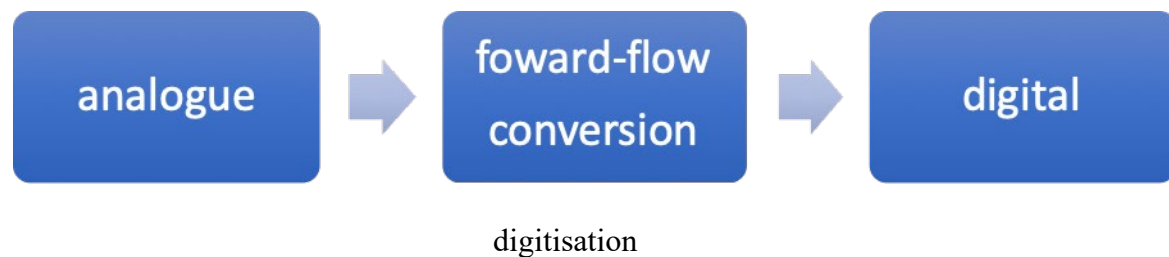 analogue
foward-flow
conversion
digital
digitisation